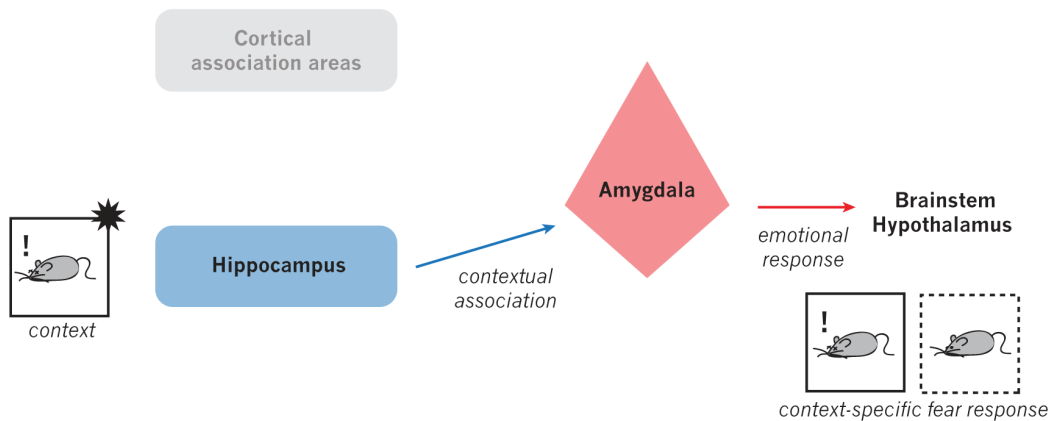 Cortical
association areas
Amygdala
Brainstem
Hypothalamus
!
Hippocampus
emotional
response
contextual
association
context
!
context-specific fear response